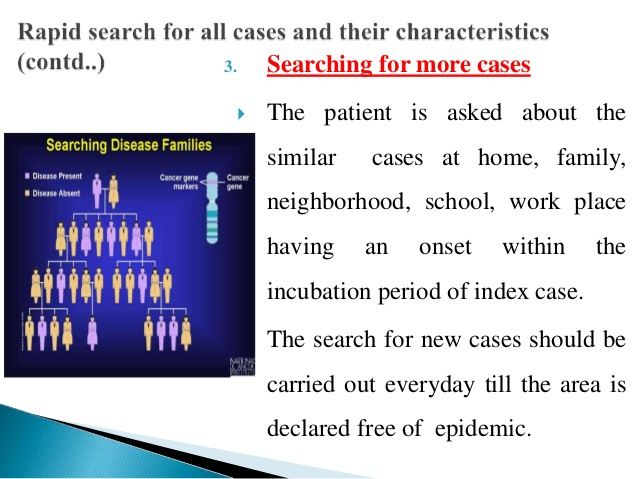 Rapid search for all cases and their characteristics
(contd..)
3. Searching for more cases
The patient is asked about the
similar cases at home, family,
neighborhood, school, work place
having an onset within the
incubation period of index case.
The search for new cases should be
carried out everyday till the area is
declared free of epidemic.
Searching Disease Families
Disease Present
Disease Absent
Cancer gene
markers
Cancer
gene
NATIONAL
CANCER
INSTITUTE